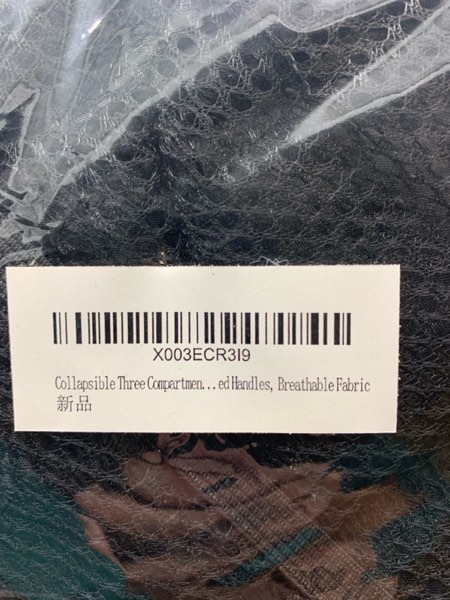 X003ECR3I9
Collapsible Three Compartmen...ed Handles, Breathable Fabric
新品